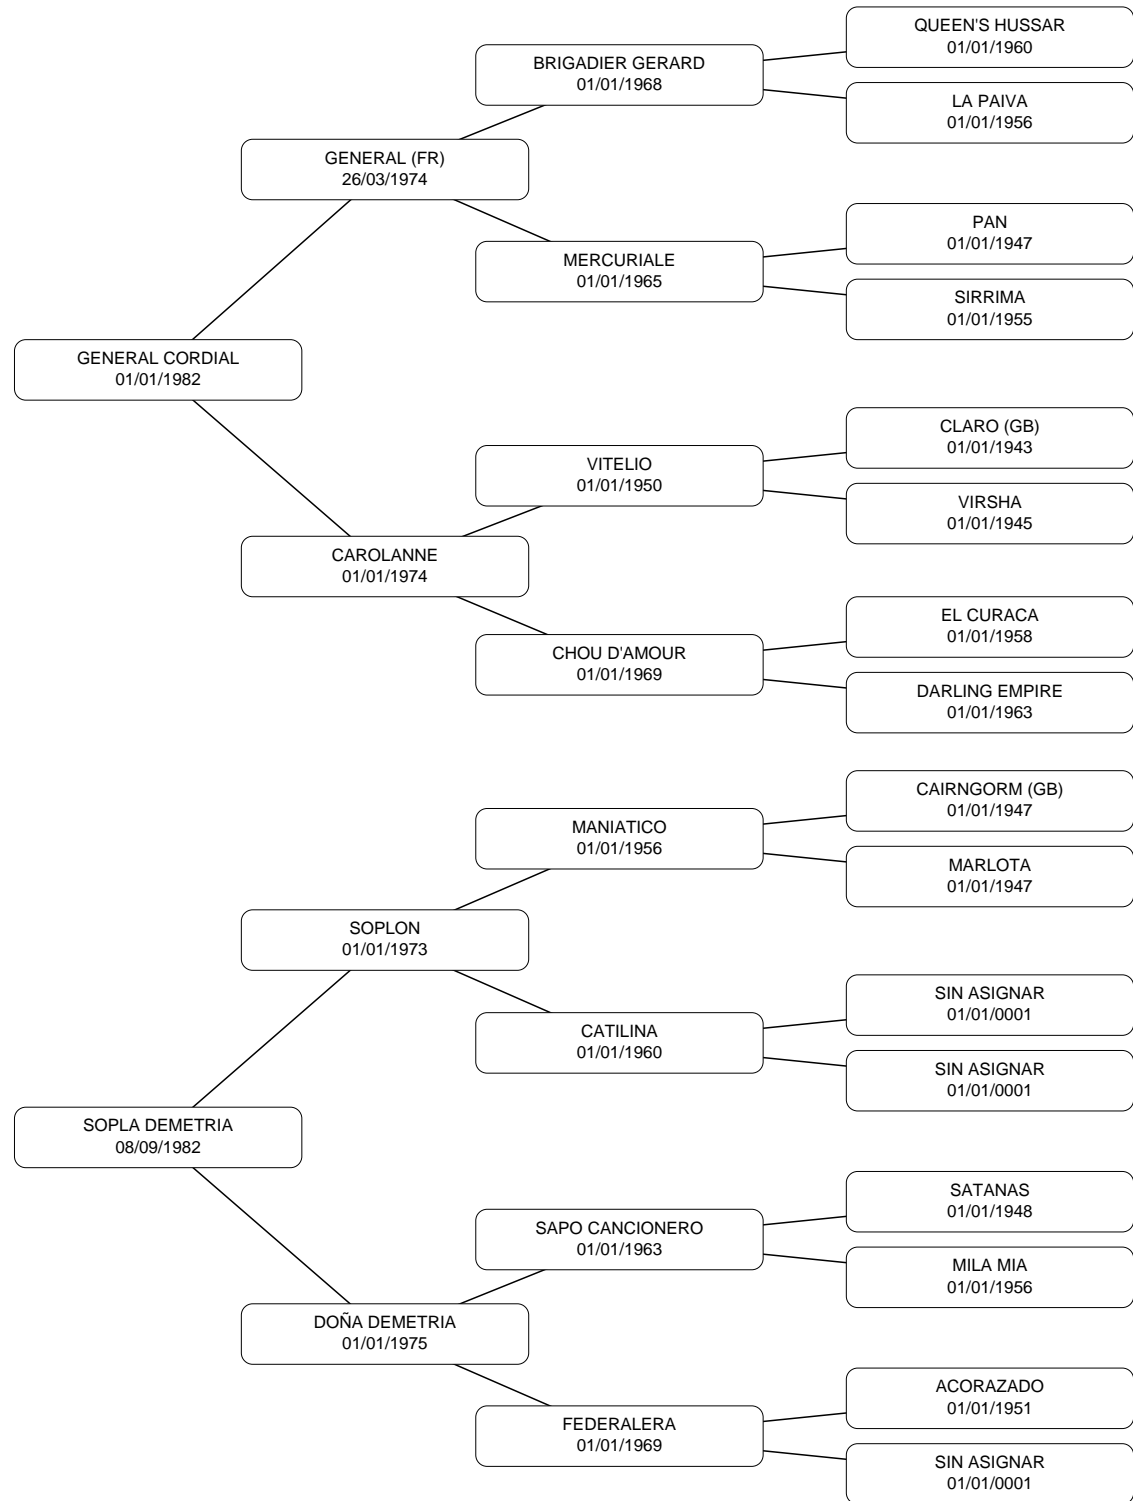 QUEEN'S HUSSAR
01/01/1960
BRIGADIER GERARD
01/01/1968
LA PAIVA
01/01/1956
GENERAL (FR)
26/03/1974
PAN
01/01/1947
MERCURIALE
01/01/1965
SIRRIMA
01/01/1955
GENERAL CORDIAL
01/01/1982
CLARO (GB)
01/01/1943
VITELIO
01/01/1950
VIRSHA
01/01/1945
CAROLANNE
01/01/1974
EL CURACA
01/01/1958
CHOU D'AMOUR
01/01/1969
DARLING EMPIRE
01/01/1963
CAIRNGORM (GB)
01/01/1947
MANIATICO
01/01/1956
MARLOTA
01/01/1947
SOPLON
01/01/1973
SIN ASIGNAR
01/01/0001
CATILINA
01/01/1960
SIN ASIGNAR
01/01/0001
SOPLA DEMETRIA
08/09/1982
SATANAS
01/01/1948
SAPO CANCIONERO
01/01/1963
MILA MIA
01/01/1956
DOÑA DEMETRIA
01/01/1975
ACORAZADO
01/01/1951
FEDERALERA
01/01/1969
SIN ASIGNAR
01/01/0001